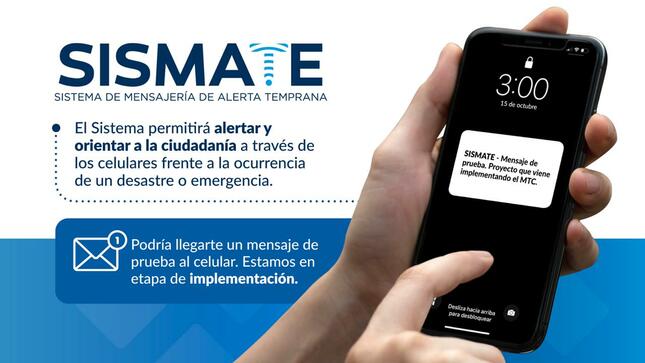 SISMATE
SISTEMA DE MENSAJERÍA DE ALERTA TEMPRANA
El Sistema permitirá alertar y
orientar a la ciudadanía a través de
los celulares frente a la ocurrencia
de un desastre o emergencia.
1
Podría llegarte un mensaje de
prueba al celular. Estamos en
etapa de implementación.
3:00
15 de octubre
SISMATE - Mensaje de
prueba. Proyecto que viene
implementando el MTC.
Desliza hacia arriba
para desbloquear